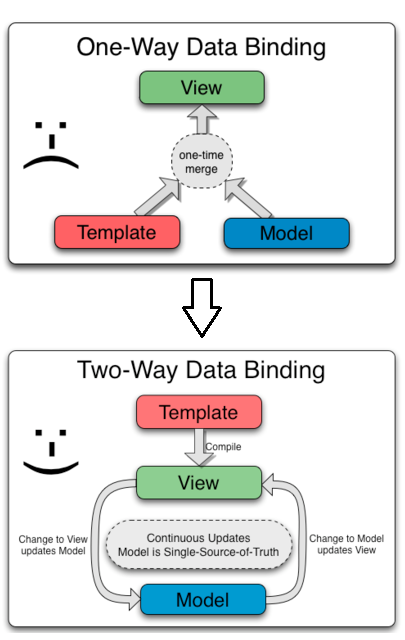 One-Way Data Binding
View
one-time
merge
Template
Model
Two-Way Data Binding
Template
Compile
View
Change to View
updates Model
Continuous Updates
Model is Single-Source-of-Truth
Change to Model
updates View
Model